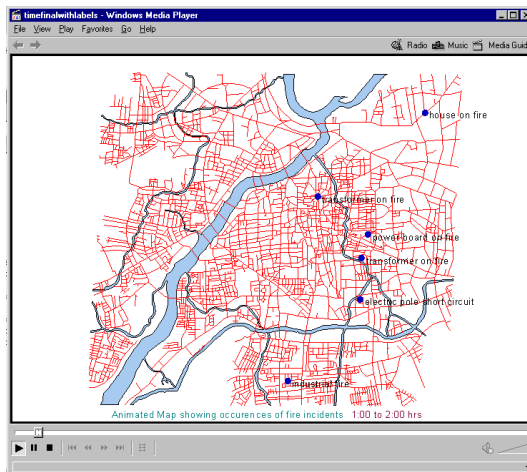 timefinalwithlabels - Windows Media Player
File View Play Favorites Go Help
Radio Music Media Guid
house on fire
transformer on fire
power board on fire
transformer on fire
electric pole short circuit
industrial fire
Animated Map showing occurences of fire incidents 1:00 to 2:00 hrs